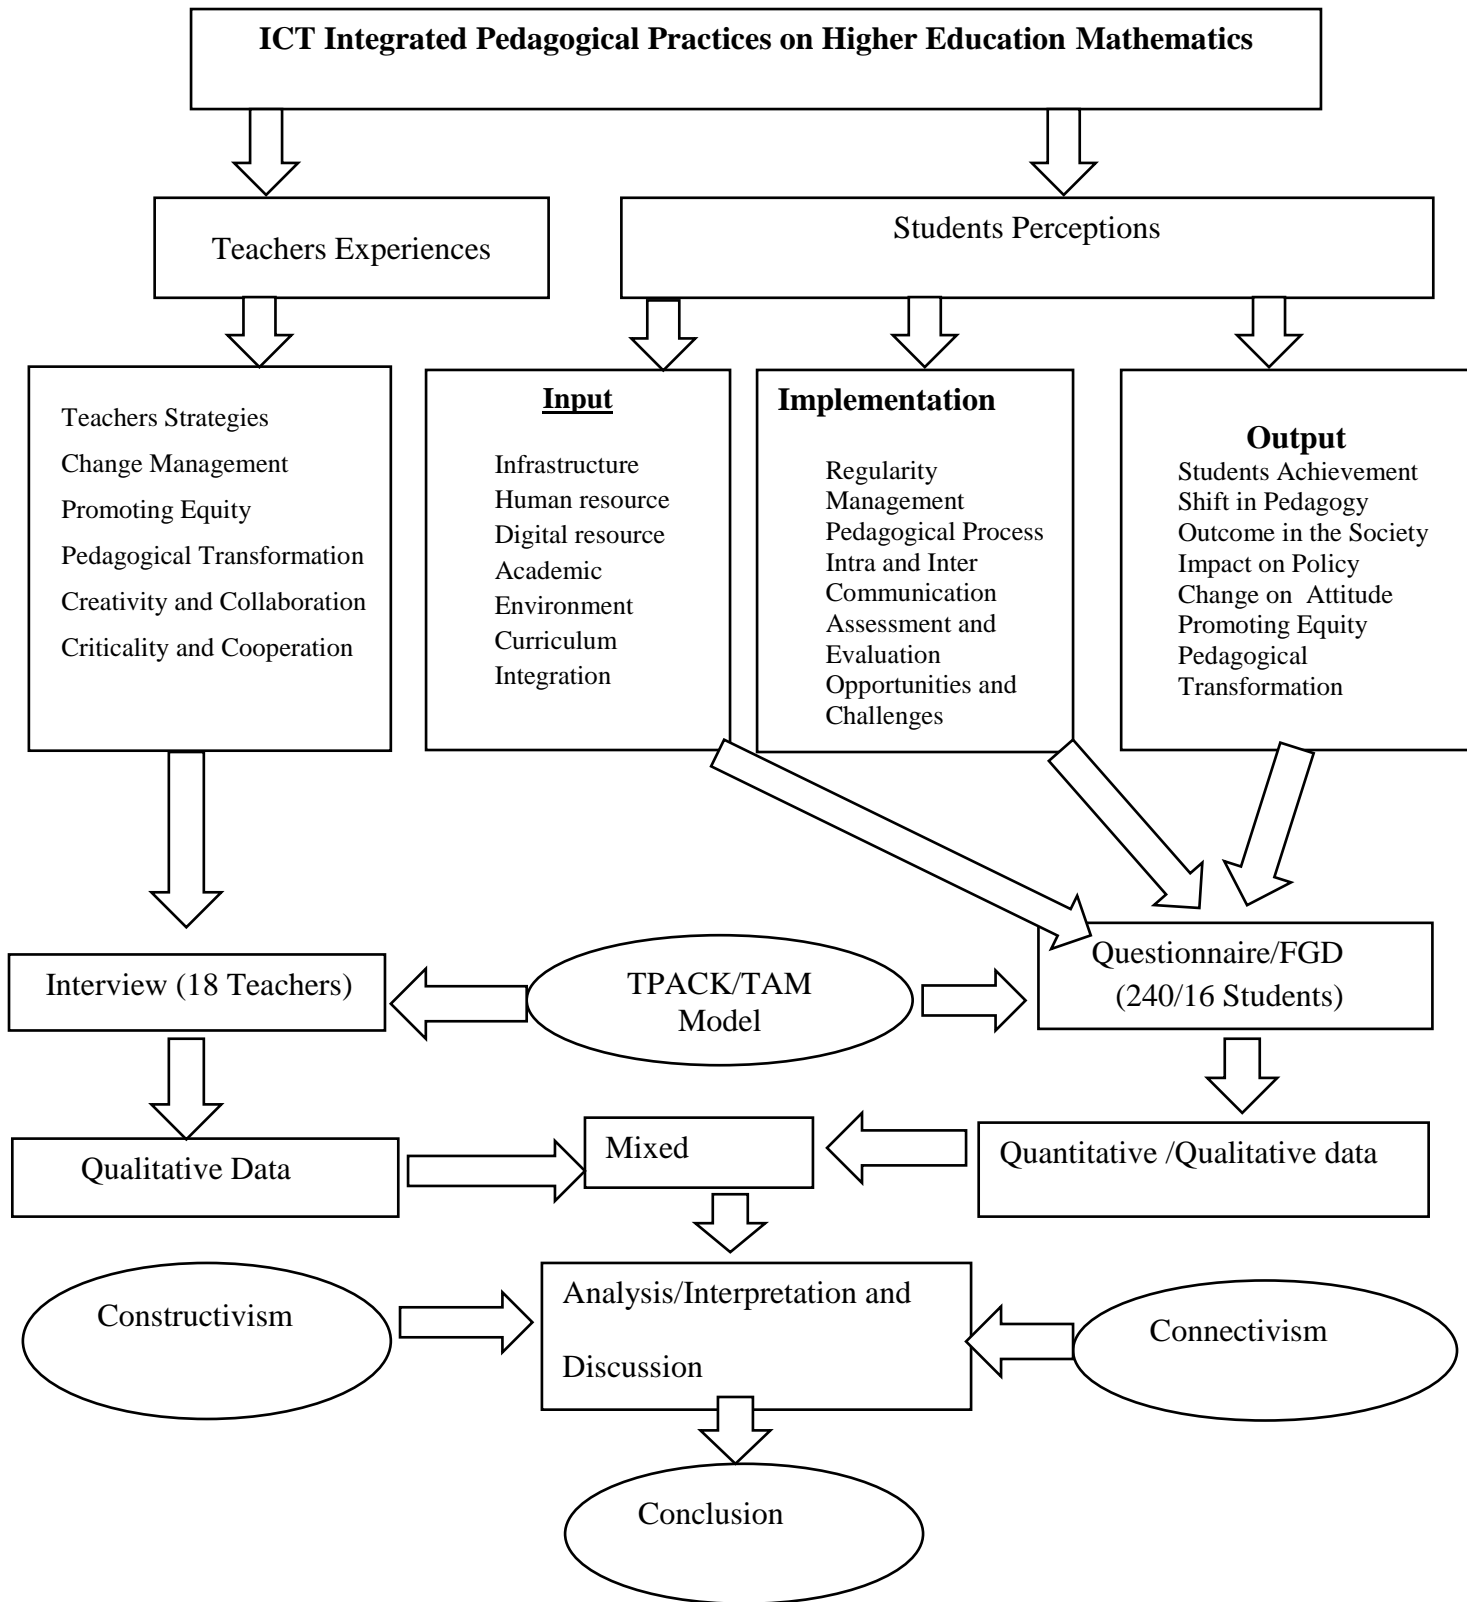 ICT Integrated Pedagogical Practices on Higher Education Mathematics
Teachers Experiences
Students Perceptions
Teachers Strategies
Change Management
Promoting Equity
Pedagogical Transformation
Creativity and Collaboration
Criticality and Cooperation
Input
Infrastructure
Human resource
Digital resource
Academic
Environment
Curriculum
Integration
Implementation
Regularity
Management
Pedagogical Process
Intra and Inter
Communication
Assessment and
Evaluation
Opportunities and
Challenges
Output
Students Achievement
Shift in Pedagogy
Outcome in the Society
Impact on Policy
Change on Attitude
Promoting Equity
Pedagogical
Transformation
Interview (18 Teachers)
TPACK/TAM
Model
Questionnaire/FGD
(240/16 Students)
Qualitative Data
Mixed
Quantitative /Qualitative data
Constructivism
Analysis/Interpretation and
Discussion
Connectivism
Conclusion